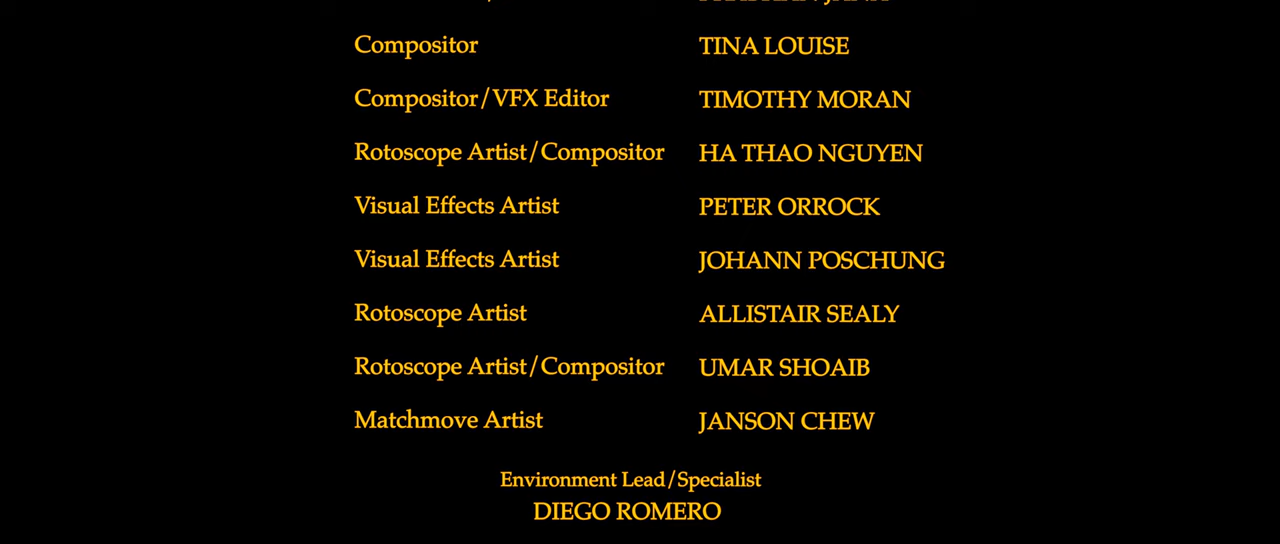 Compositor TINA LOUISE
Compositor/VFX Editor TIMOTHY MORAN
Rotoscope Artist/Compositor HA THAO NGUYEN
Visual Effects Artist PETER ORROCK
Visual Effects Artist JOHANN POSCHUNG
Rotoscope Artist ALLISTAIR SEALY
Rotoscope Artist/Compositor UMAR SHOAIB
Matchmove Artist JANSON CHEW
Environment Lead/Specialist
DIEGO ROMERO